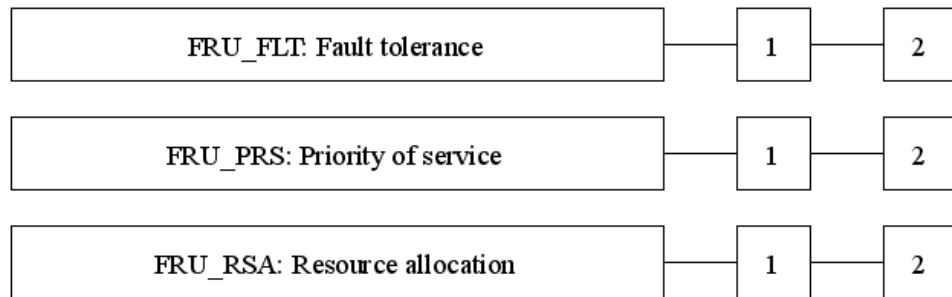 FRU_FLT: Fault tolerance 1 2
FRU_PRS: Priority of service 1 2
FRU_RSA: Resource allocation 1 2